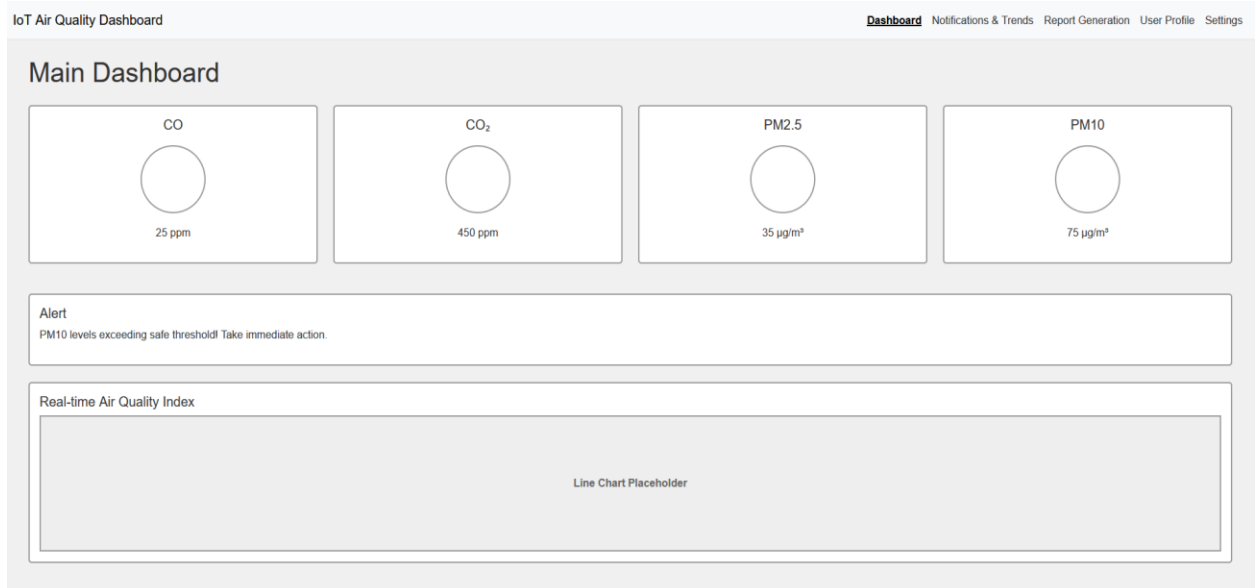 IoT Air Quality Dashboard
Dashboard Notifications & Trends Report Generation User Profile Settings
Main Dashboard
CO
25 ppm
CO₂
450 ppm
PM2.5
35 µg/m³
PM10
75 µg/m³
Alert
PM10 levels exceeding safe threshold! Take immediate action.
Real-time Air Quality Index
Line Chart Placeholder